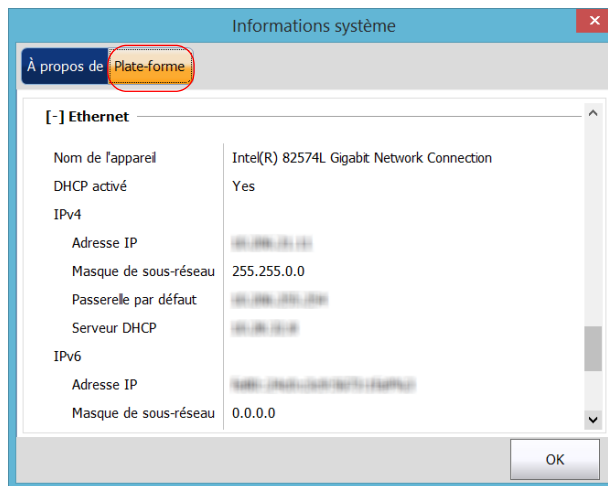 Informations système
À propos de Plate-forme
[-] Ethernet
Nom de l'appareil Intel(R) 82574L Gigabit Network Connection
DHCP activé Yes
IPv4
Adresse IP
Masque de sous-réseau 255.255.0.0
Passerelle par défaut
Serveur DHCP
IPv6
Adresse IP
Masque de sous-réseau 0.0.0.0
OK